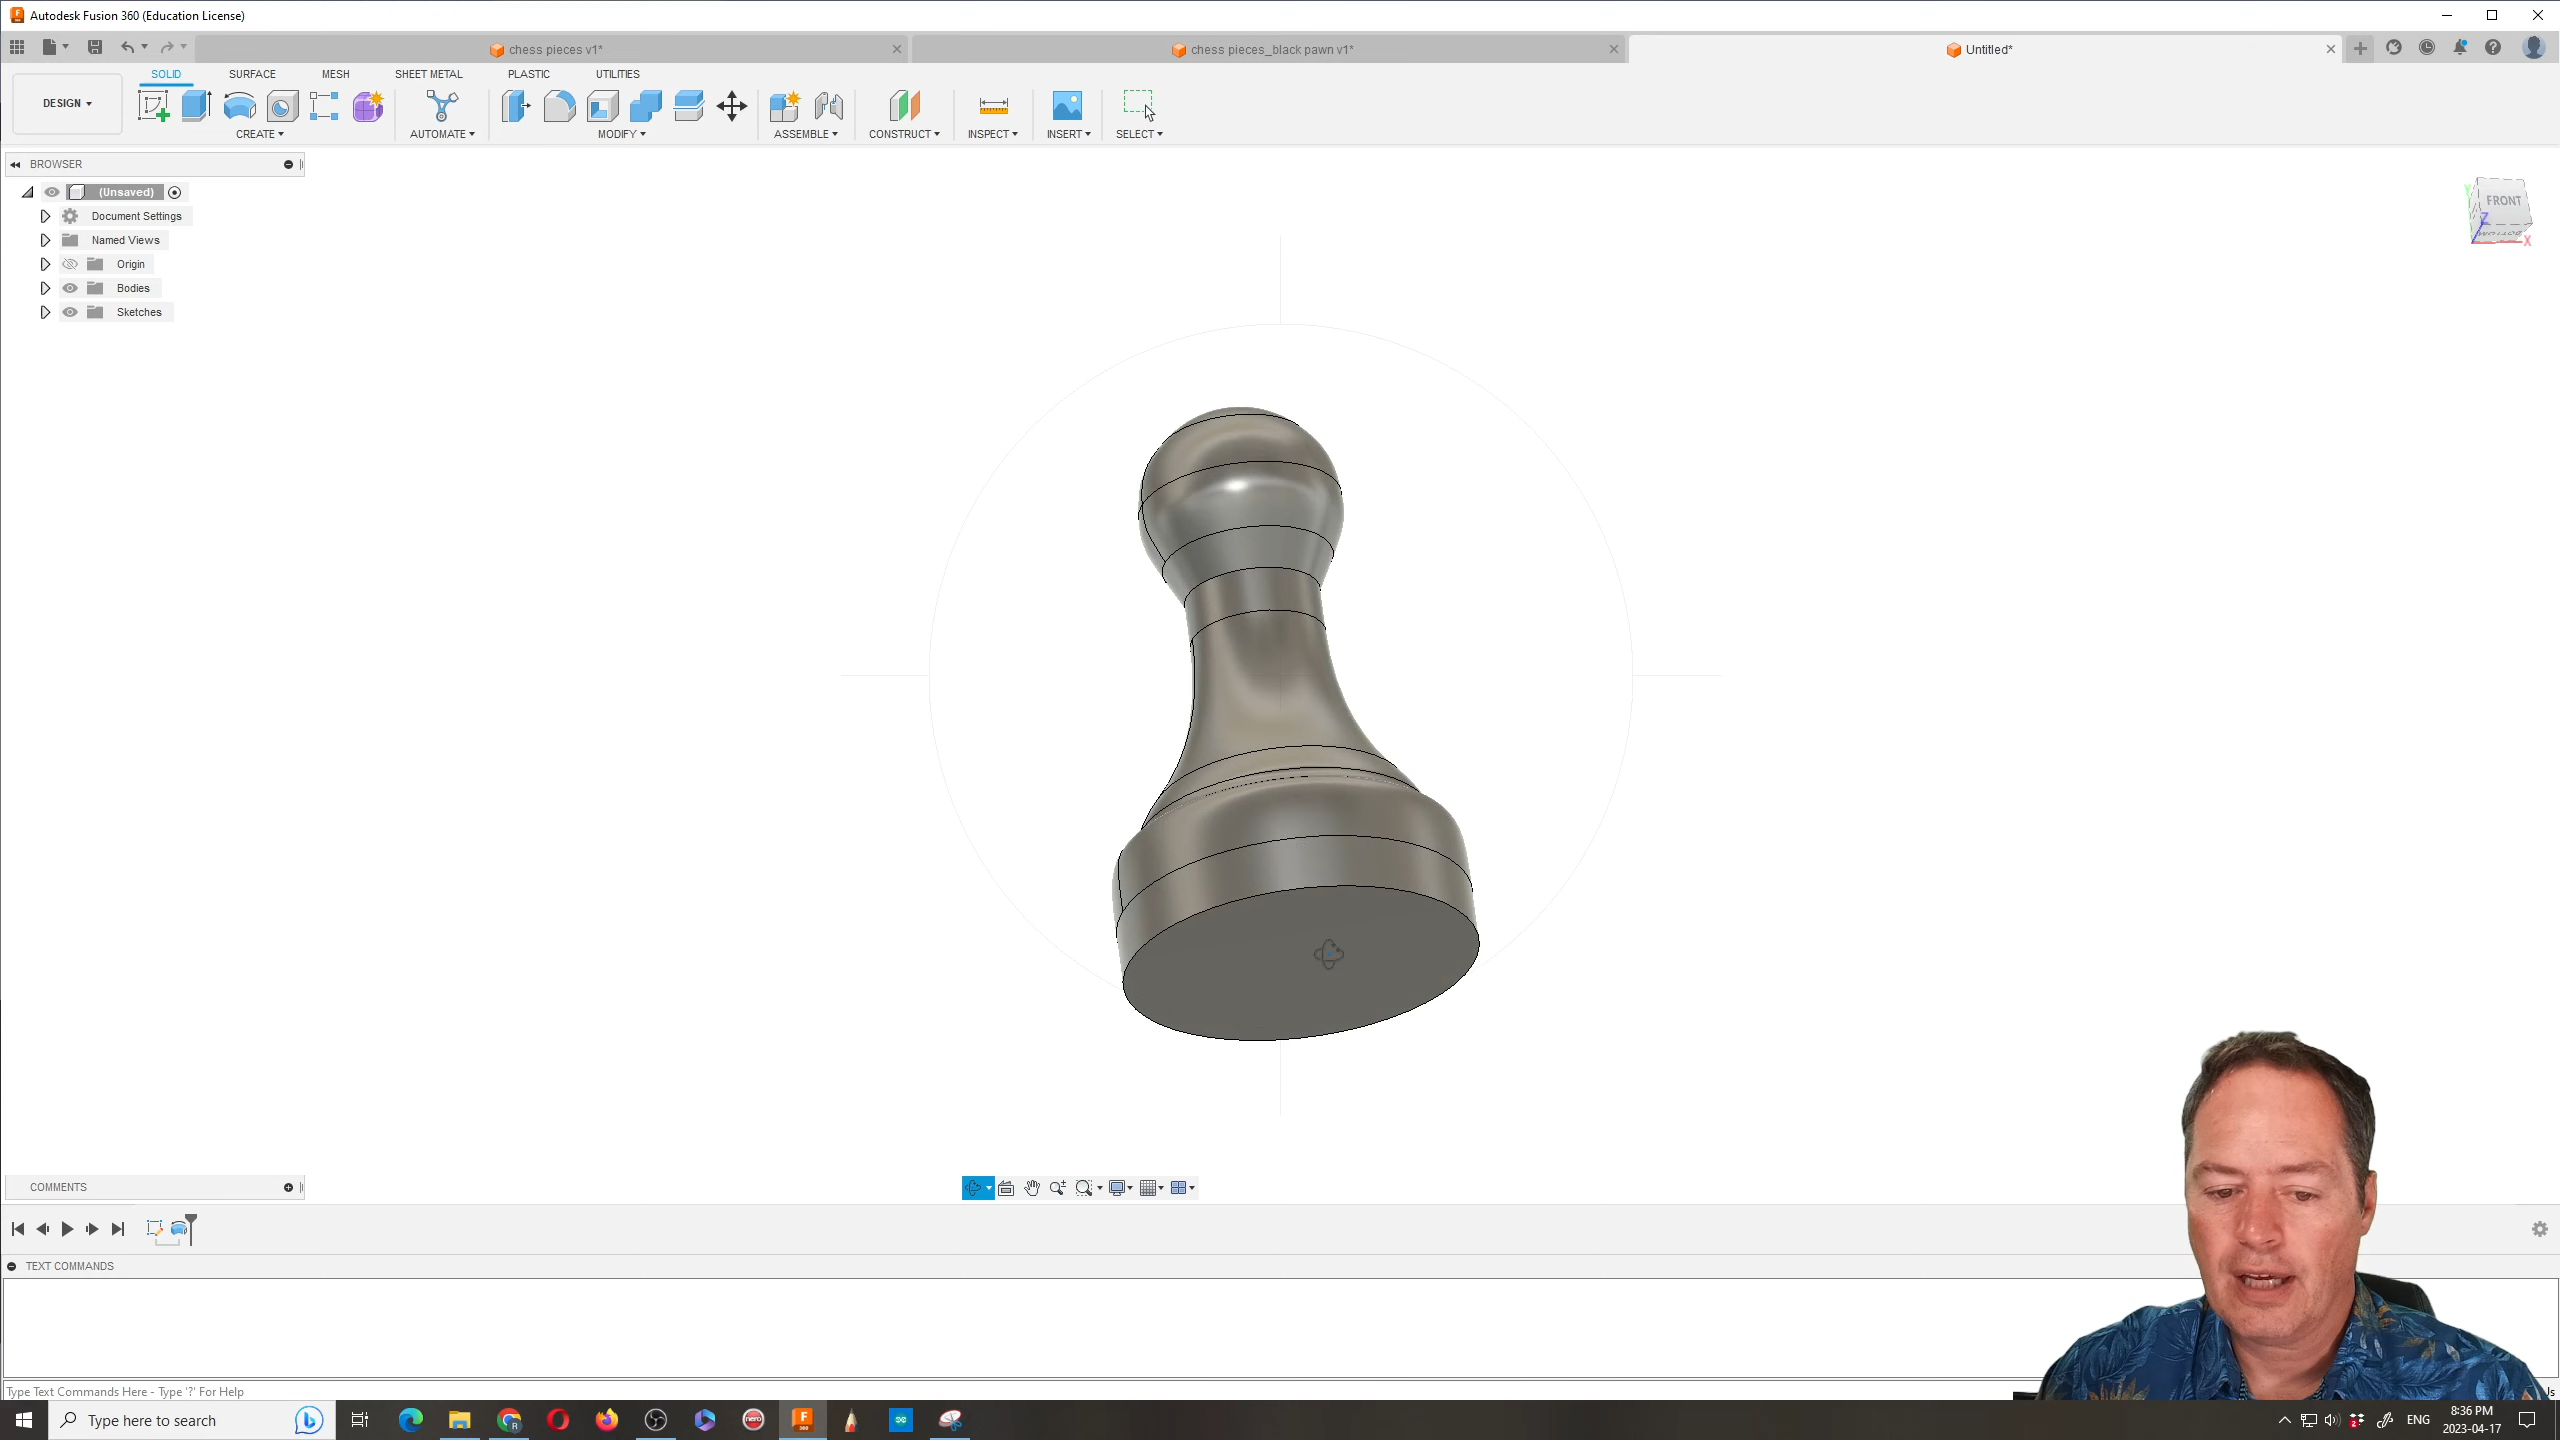 Autodesk Fusion 360 (Education License)
chess pieces v1*
chess pieces_black pawn v1*
Untitled*
SOLID SURFACE MESH SHEET METAL PLASTIC UTILITIES
DESIGN
CREATE AUTOMATE MODIFY ASSEMBLE CONSTRUCT INSPECT INSERT SELECT
BROWSER
(Unsaved)
Document Settings
Named Views
Origin
Bodies
Sketches
FRONT
BOTTOM
Y
Z
X
COMMENTS
TEXT COMMANDS
Type Text Commands Here - Type '?' For Help
Type here to search
ENG
8:36 PM
2023-04-17